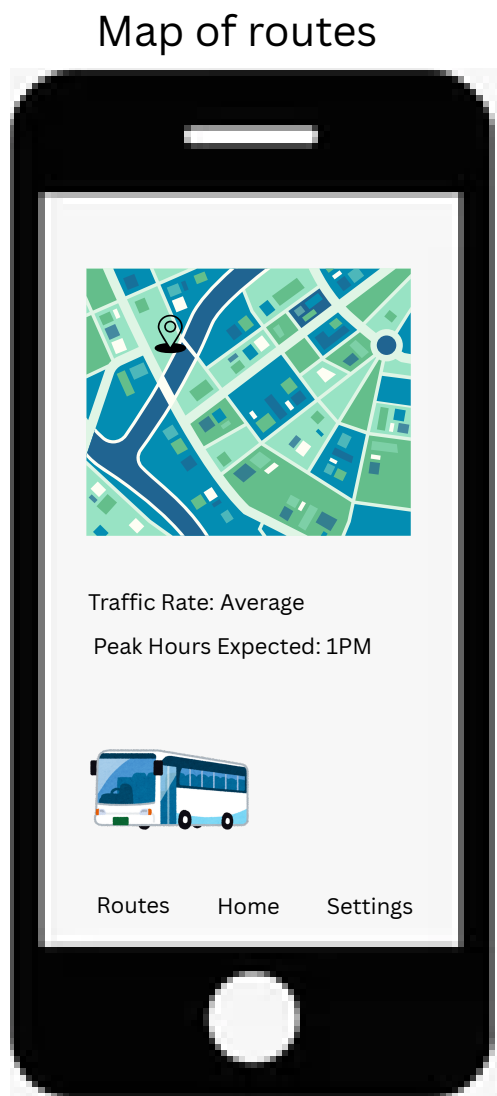 Map of routes
Traffic Rate: Average
Peak Hours Expected: 1PM
Routes Home Settings